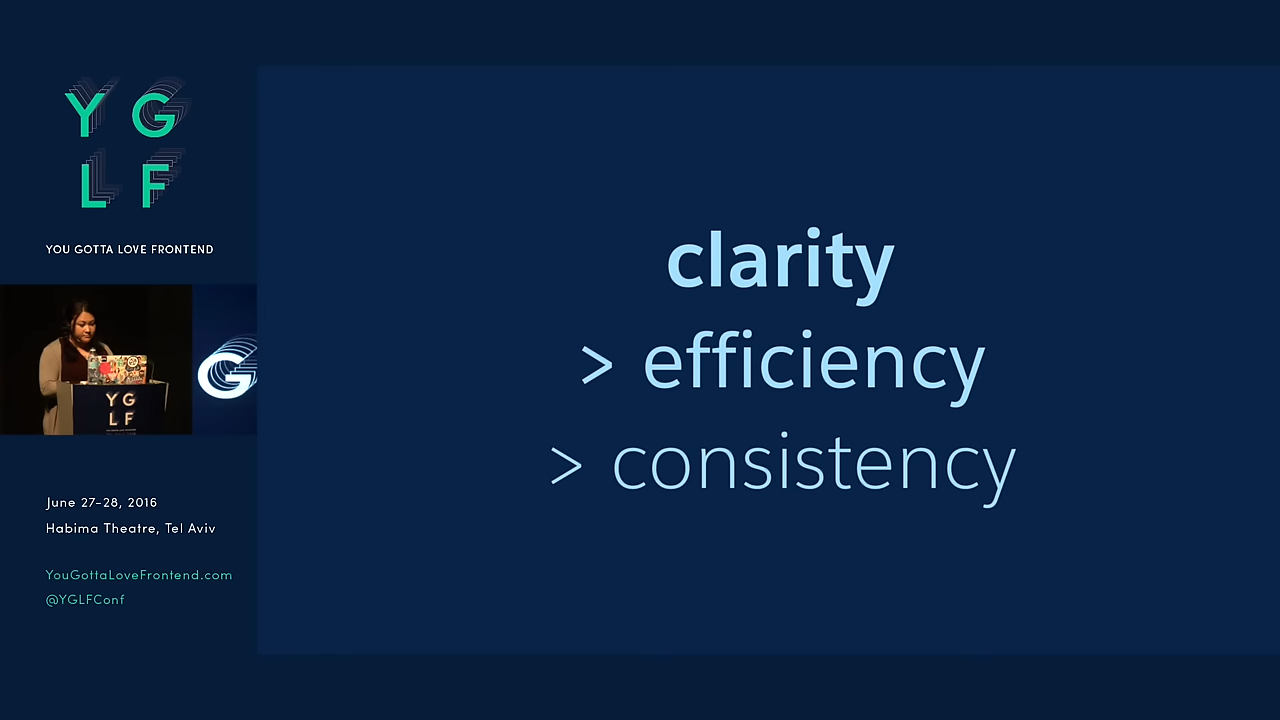 Y G
L F
YOU GOTTA LOVE FRONTEND
G
Y G
L F
June 27-28, 2016
Habima Theatre, Tel Aviv
YouGottaLoveFrontend.com
@YGLFConf
clarity
> efficiency
> consistency